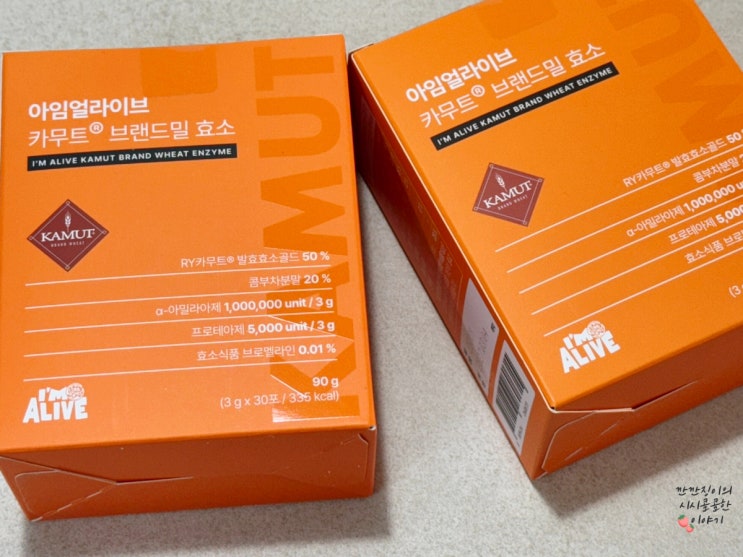 아임얼라이브
카무트® 브랜드밀 효소
I'M ALIVE KAMUT BRAND WHEAT ENZYME
KAMUT
KAMUT
BRAND WHEAT
RY카무트® 발효효소골드 50 %
콤부차분말 20 %
α-아밀라아제 1,000,000 unit / 3 g
프로테아제 5,000 unit / 3 g
효소식품 브로멜라인 0.01 %
90 g
(3 g x 30포 / 335 kcal)
I'M
ALIVE
아임얼라이브
카무트® 브랜드밀 효소
I'M ALIVE KAMUT BRAND WHEAT ENZYME
KAMUT
BRAND WHEAT
RY카무트® 발효효소골드 50
콤부차분말
α-아밀라아제 1,000,000
프로테아제 5,000
효소식품
(3
I'M
ALIVE
깐깐징이의
시시콜콜한
이야기